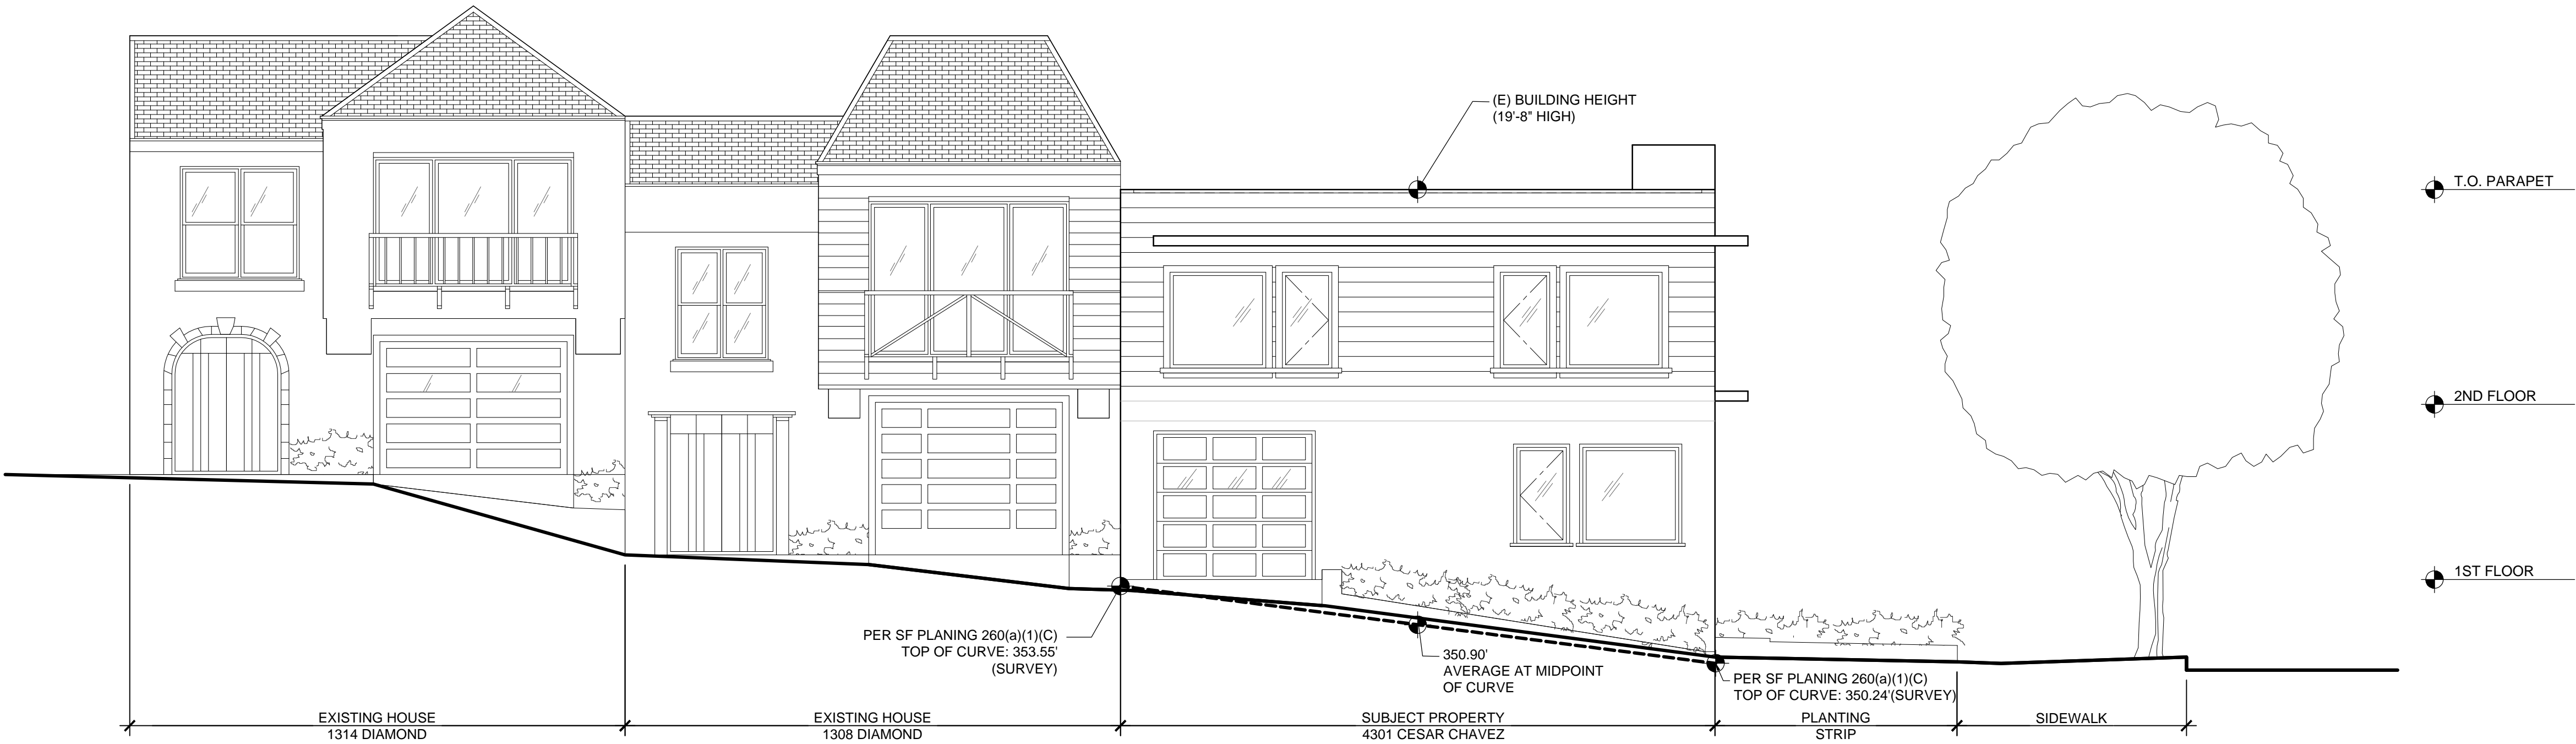 (E) BUILDING HEIGHT
(19'-8" HIGH)
T.O. PARAPET
2ND FLOOR
1ST FLOOR
PER SF PLANING 260(a)(1)(C)
TOP OF CURVE: 353.55'
(SURVEY)
350.90'
AVERAGE AT MIDPOINT
OF CURVE
PER SF PLANING 260(a)(1)(C)
TOP OF CURVE: 350.24'(SURVEY)
EXISTING HOUSE
1314 DIAMOND
EXISTING HOUSE
1308 DIAMOND
SUBJECT PROPERTY
4301 CESAR CHAVEZ
PLANTING
STRIP
SIDEWALK